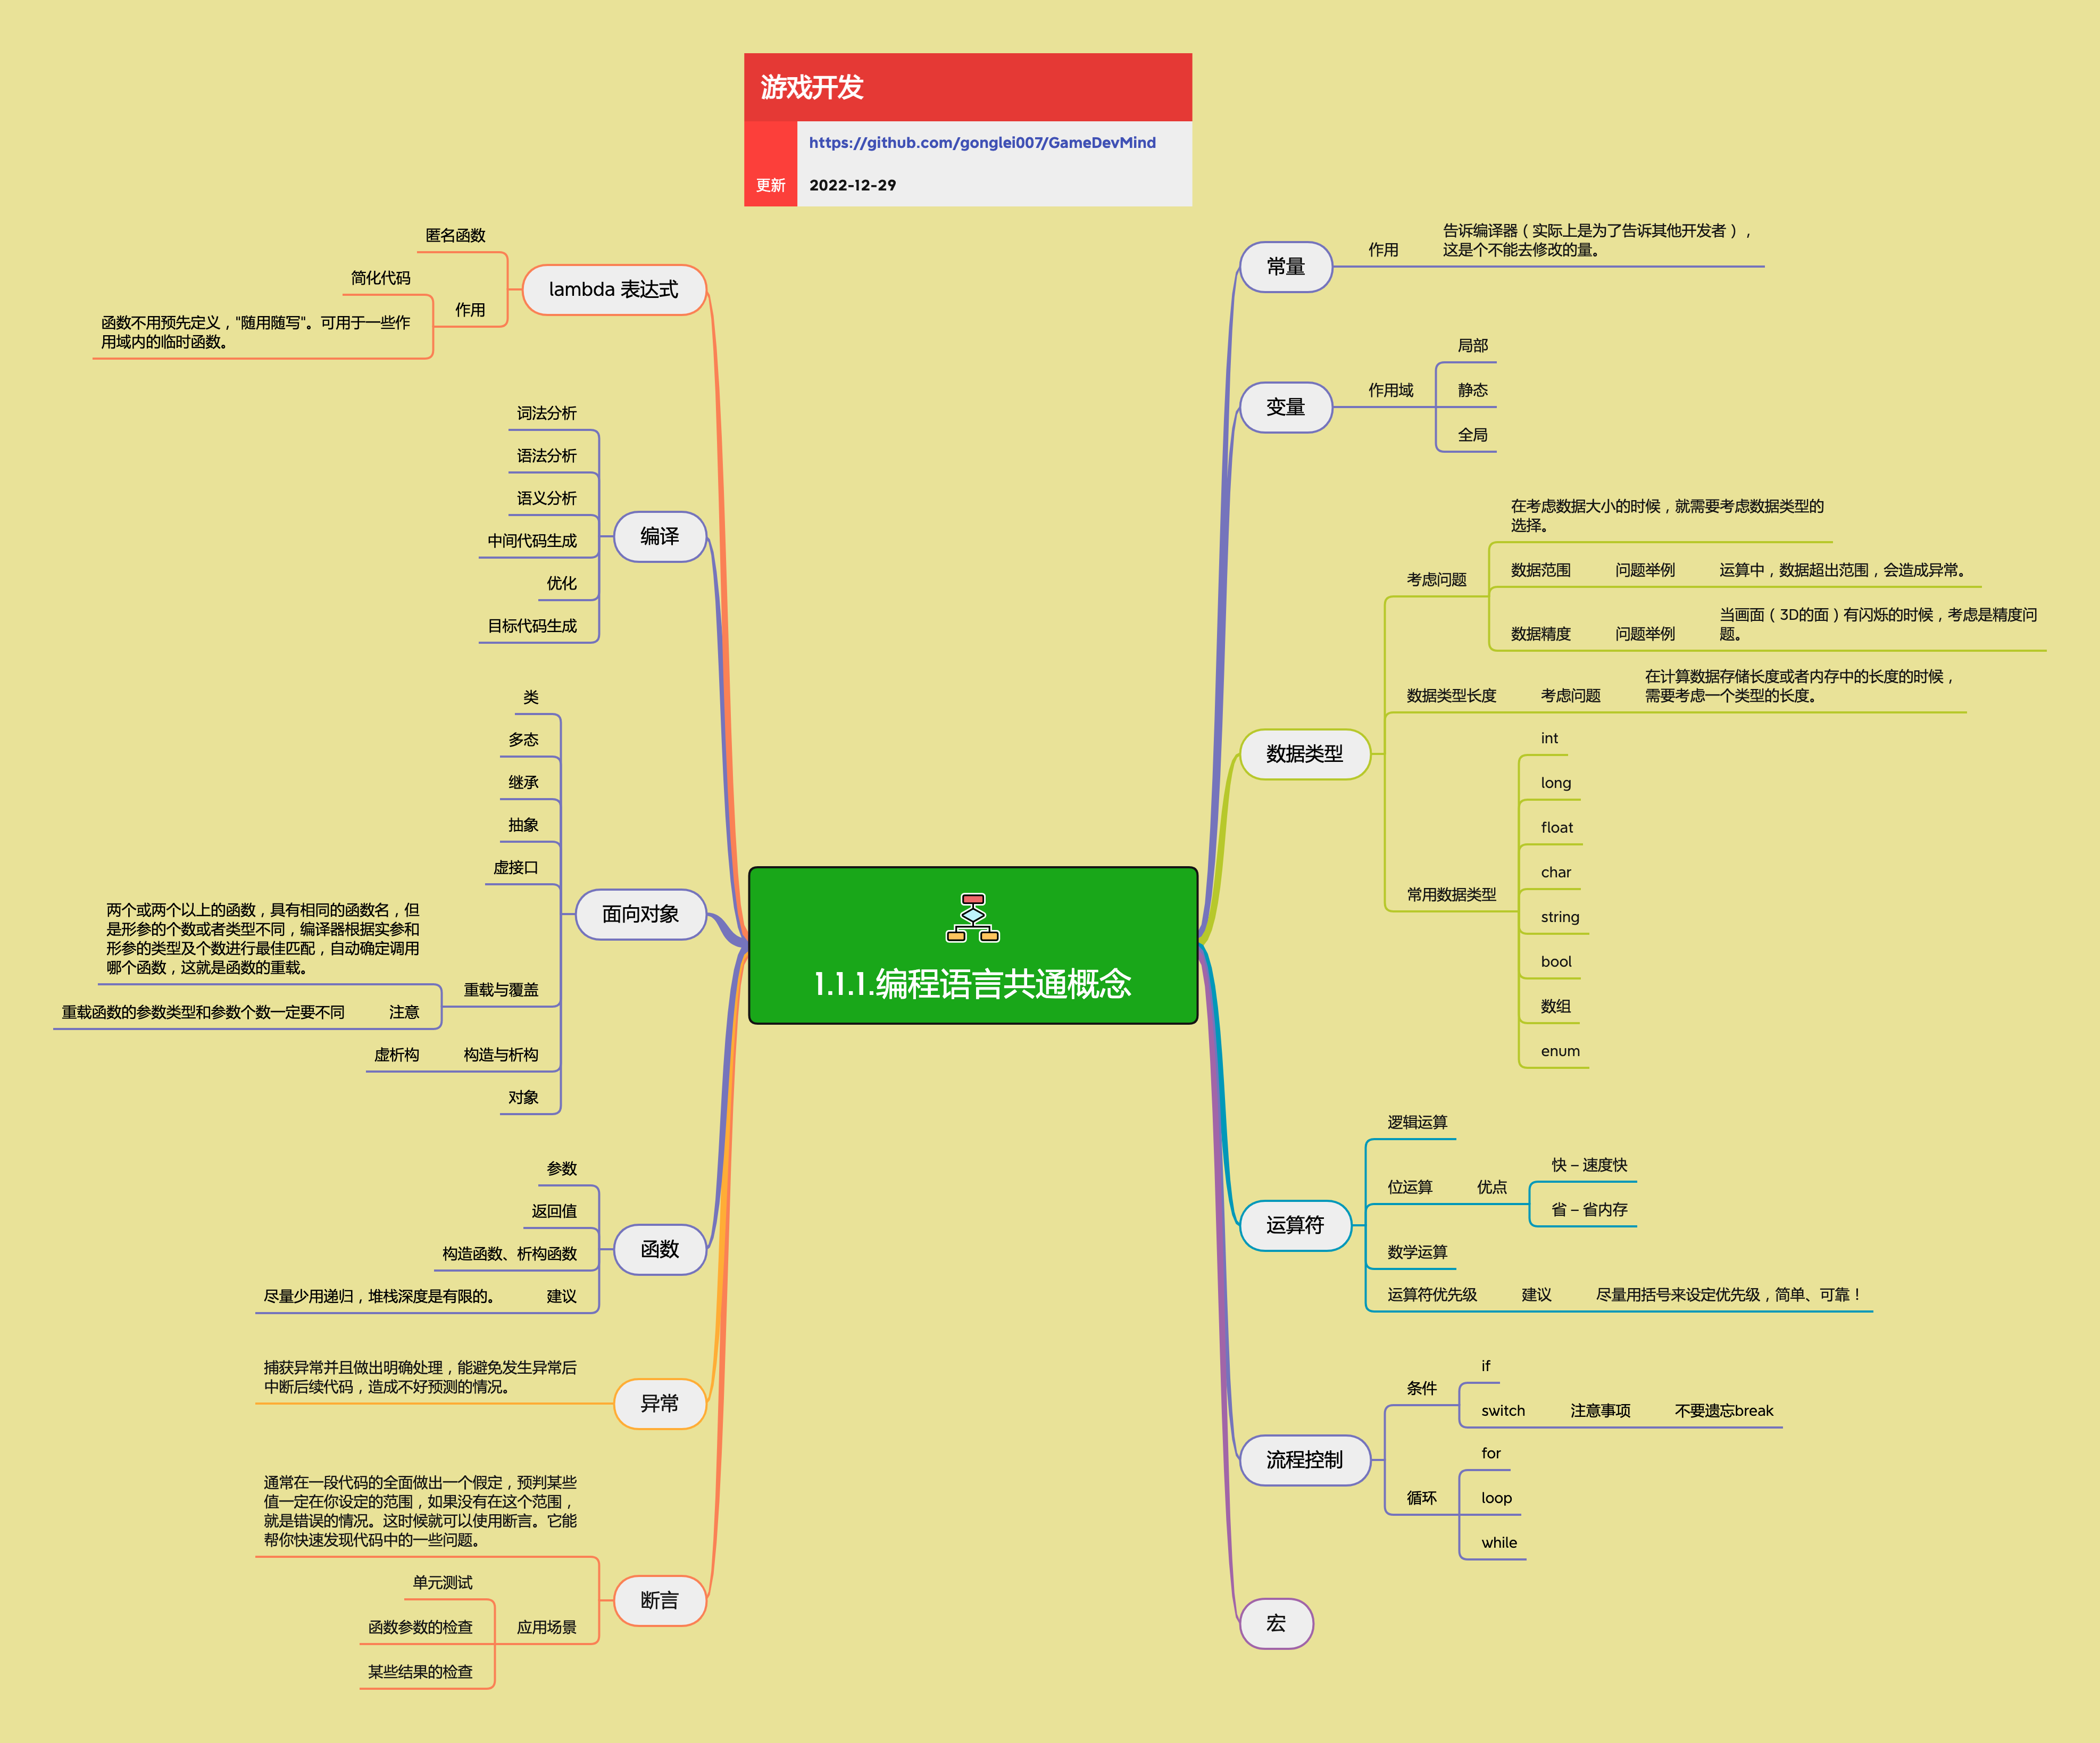 游戏开发
https://github.com/gonglei007/GameDevMind
更新
2022-12-29
1.1.1.编程语言共通概念
常量
作用
告诉编译器（实际上是为了告诉其他开发者），
这是个不能去修改的量。
变量
作用域
局部
静态
全局
数据类型
考虑问题
在考虑数据大小的时候，就需要考虑数据类型的
选择。
数据范围
问题举例
运算中，数据超出范围，会造成异常。
数据精度
问题举例
当画面（3D的面）有闪烁的时候，考虑是精度问
题。
数据类型长度
考虑问题
在计算数据存储长度或者内存中的长度的时候，
需要考虑一个类型的长度。
常用数据类型
int
long
float
char
string
bool
数组
enum
运算符
逻辑运算
位运算
优点
快 – 速度快
省 – 省内存
数学运算
运算符优先级
建议
尽量用括号来设定优先级，简单、可靠！
流程控制
条件
if
switch
注意事项
不要遗忘break
循环
for
loop
while
宏
lambda 表达式
匿名函数
作用
简化代码
函数不用预先定义，"随用随写"。可用于一些作
用域内的临时函数。
编译
词法分析
语法分析
语义分析
中间代码生成
优化
目标代码生成
面向对象
类
多态
继承
抽象
虚接口
重载与覆盖
两个或两个以上的函数，具有相同的函数名，但
是形参的个数或者类型不同，编译器根据实参和
形参的类型及个数进行最佳匹配，自动确定调用
哪个函数，这就是函数的重载。
注意
重载函数的参数类型和参数个数一定要不同
构造与析构
虚析构
对象
函数
参数
返回值
构造函数、析构函数
建议
尽量少用递归，堆栈深度是有限的。
异常
捕获异常并且做出明确处理，能避免发生异常后
中断后续代码，造成不好预测的情况。
断言
通常在一段代码的全面做出一个假定，预判某些
值一定在你设定的范围，如果没有在这个范围，
就是错误的情况。这时候就可以使用断言。它能
帮你快速发现代码中的一些问题。
应用场景
单元测试
函数参数的检查
某些结果的检查